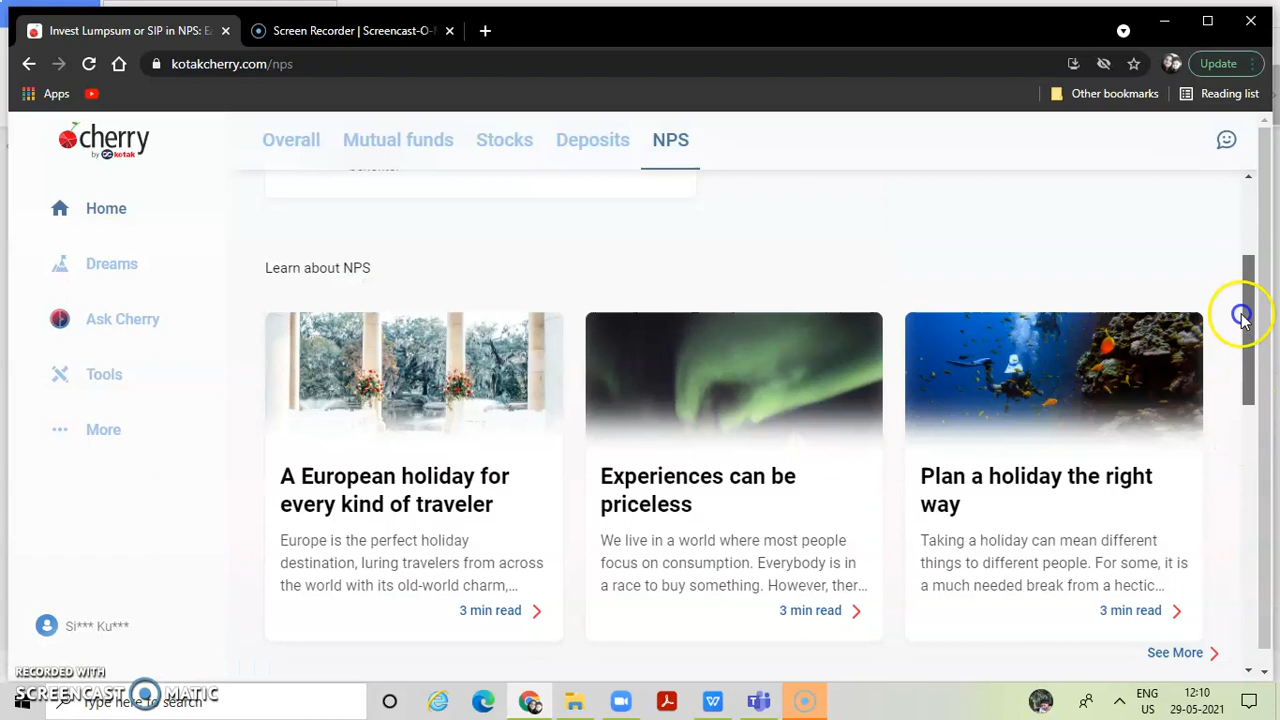 Invest Lumpsum or SIP in NPS: Ea
Screen Recorder | Screencast-O-
kotakcherry.com/nps
Update
Apps
Other bookmarks
Reading list
cherry
by kotak
Overall
Mutual funds
Stocks
Deposits
NPS
Home
Dreams
Ask Cherry
Tools
More
Si*** Ku***
Learn about NPS
A European holiday for
every kind of traveler
Europe is the perfect holiday
destination, luring travelers from across
the world with its old-world charm,...
3 min read
Experiences can be
priceless
We live in a world where most people
focus on consumption. Everybody is in
a race to buy something. However, ther...
3 min read
Plan a holiday the right
way
Taking a holiday can mean different
things to different people. For some, it is
a much needed break from a hectic...
3 min read
See More
RECORDED WITH
SCREENCAST MATIC
Type here to search
ENG
US
12:10
29-05-2021